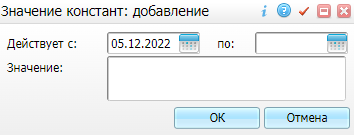 Значение констант: добавление
Действует с: 05.12.2022 по:
Значение:
ОК Отмена